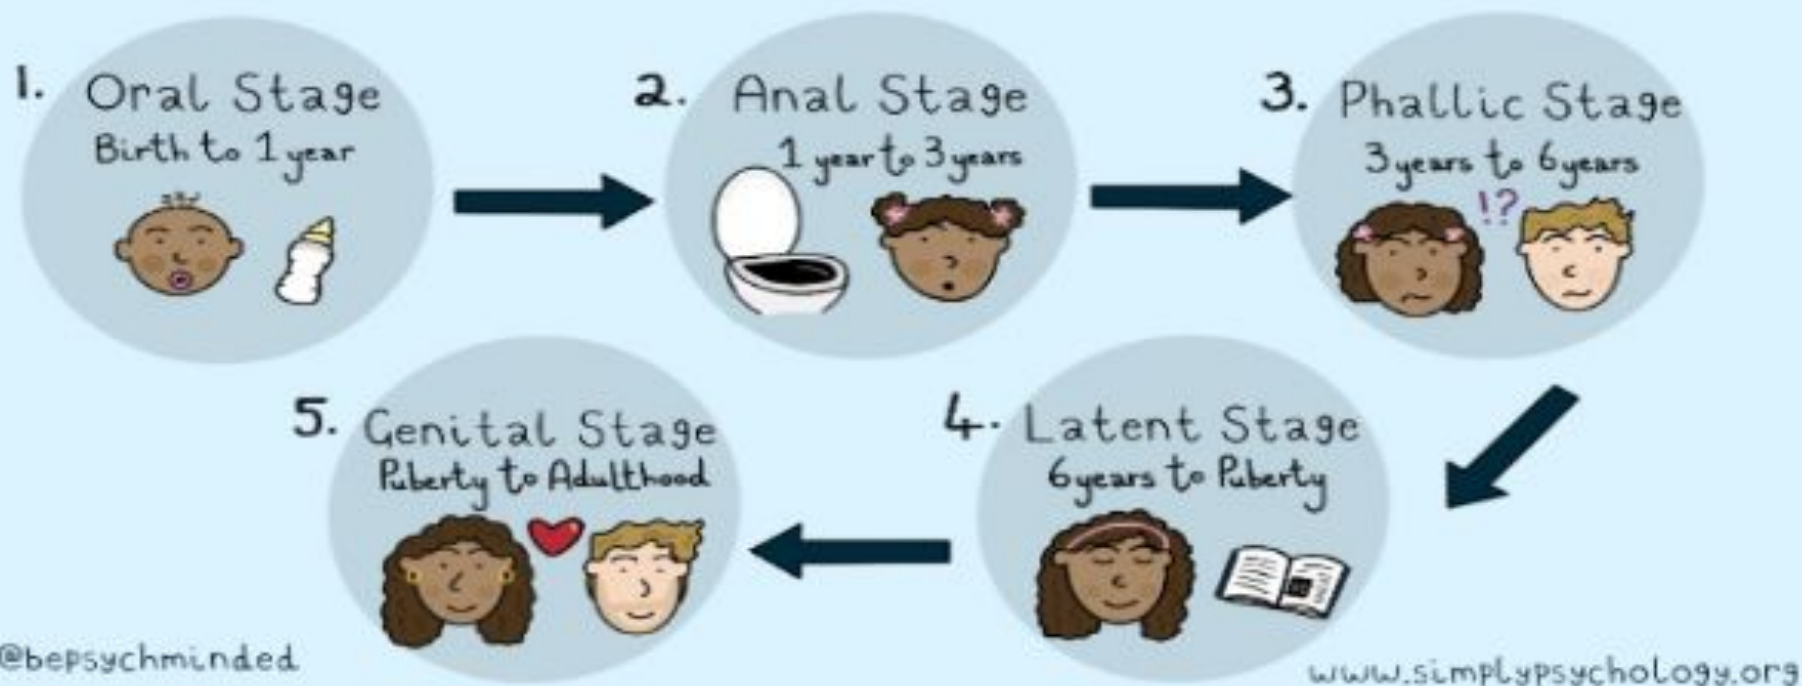 1. Oral Stage
Birth to 1 year
2. Anal Stage
1 year to 3 years
3. Phallic Stage
3 years to 6 years
!?
4. Latent Stage
6 years to Puberty
5. Genital Stage
Puberty to Adulthood
@bepsychminded
www.simplypsychology.org